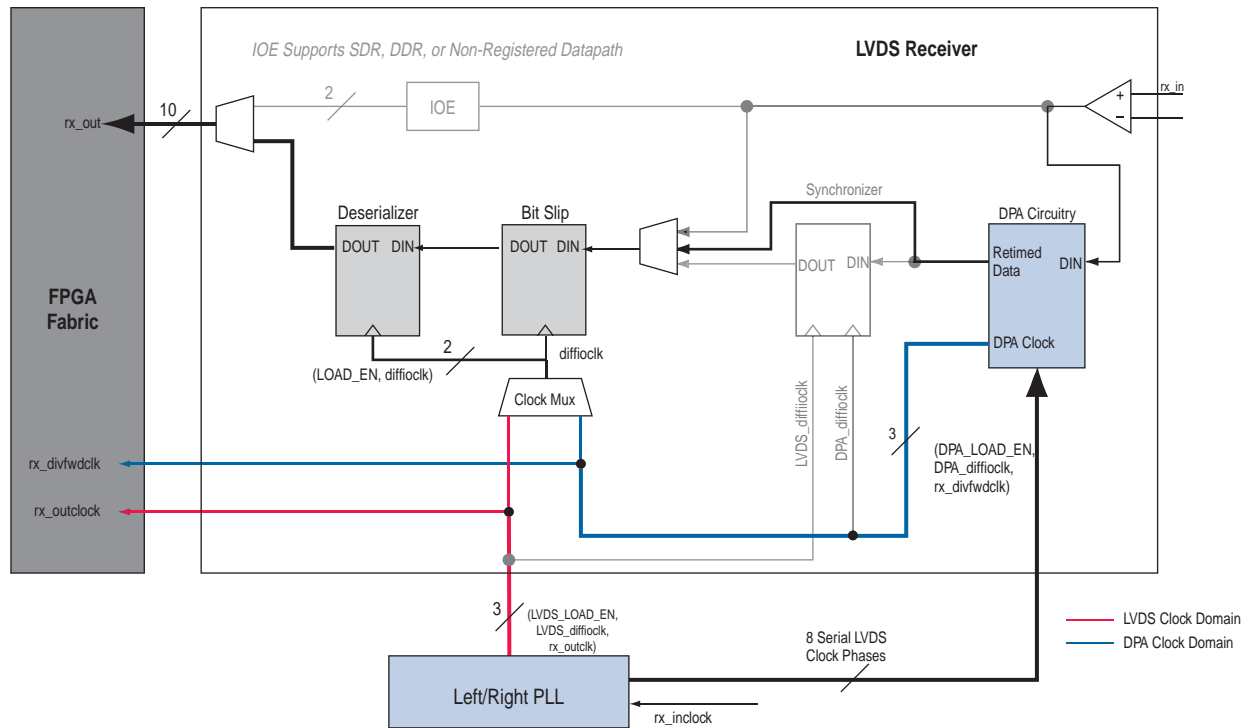 IOE Supports SDR, DDR, or Non-Registered Datapath
LVDS Receiver
2
IOE
+
−
rx_in
10
rx_out
Synchronizer
Deserializer
Bit Slip
DPA Circuitry
DOUT DIN
DOUT DIN
DOUT DIN
Retimed
Data
DIN
DPA Clock
FPGA
Fabric
2
diffioclk
(LOAD_EN, diffioclk)
Clock Mux
LVDS_diffiioclk
DPA_diffioclk
3
(DPA_LOAD_EN,
DPA_diffioclk,
rx_divfwdclk)
rx_divfwdclk
rx_outclock
3
(LVDS_LOAD_EN,
LVDS_diffioclk,
rx_outclk)
8 Serial LVDS
Clock Phases
LVDS Clock Domain
DPA Clock Domain
Left/Right PLL
rx_inclock